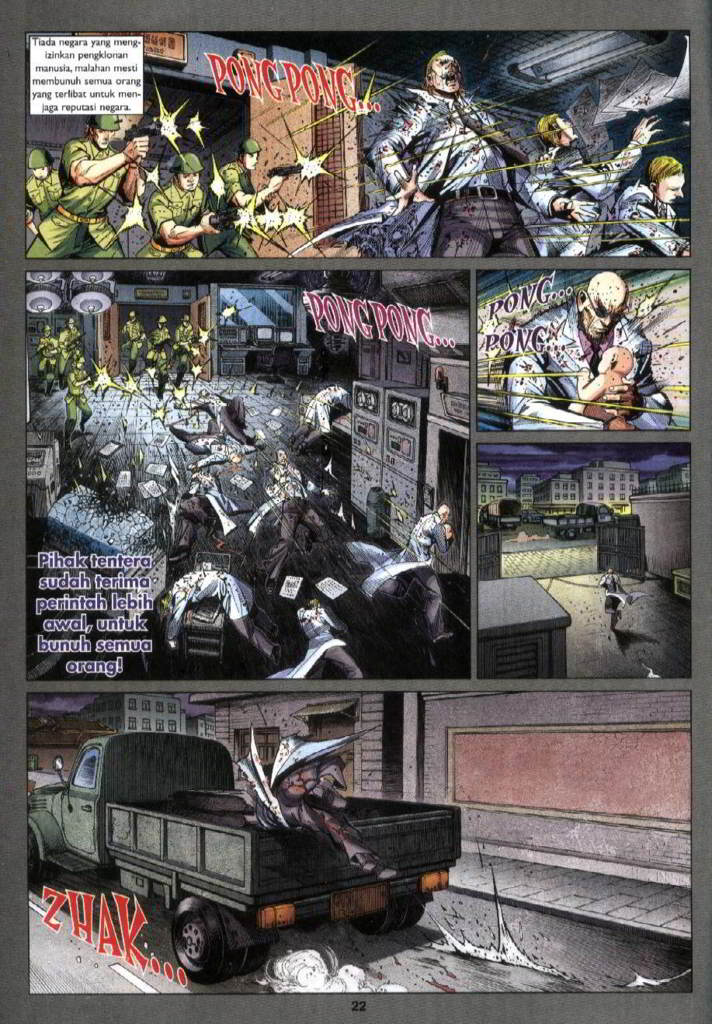 Tiada negara yang meng-
izinkan pengklonan
manusia, malahan mesti
membunuh semua orang
yang terlibat untuk men-
jaga reputasi negara.
PONG PONG...
PONG PONG...
PONG...
PONG...
Pihak tentera
sudah terima
perintah lebih
awal, untuk
bunuh semua
orang!
ZHAK...
22